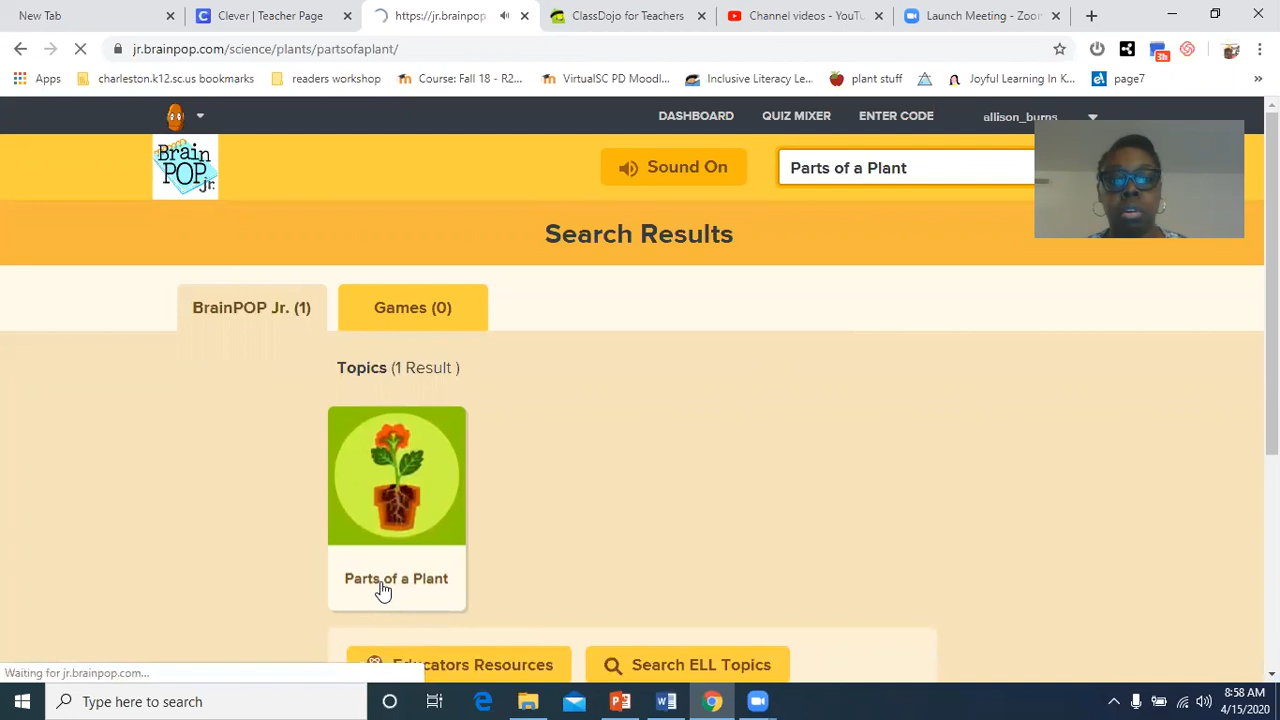 New Tab
Clever | Teacher Page
https://jr.brainpop
ClassDojo for Teachers
Channel videos - YouTu
Launch Meeting - Zoom
jr.brainpop.com/science/plants/partsofaplant/
3h
Apps
charleston.k12.sc.us bookmarks
readers workshop
Course: Fall 18 - R2...
VirtualSC PD Moodl...
Inclusive Literacy Le...
plant stuff
Joyful Learning In K...
page7
DASHBOARD
QUIZ MIXER
ENTER CODE
allison_burns
Brain POP jr.
Sound On
Parts of a Plant
Search Results
BrainPOP Jr. (1)
Games (0)
Topics (1 Result )
Parts of a Plant
Educators Resources
Search ELL Topics
Waiting for jr.brainpop.com...
Type here to search
8:58 AM
4/15/2020